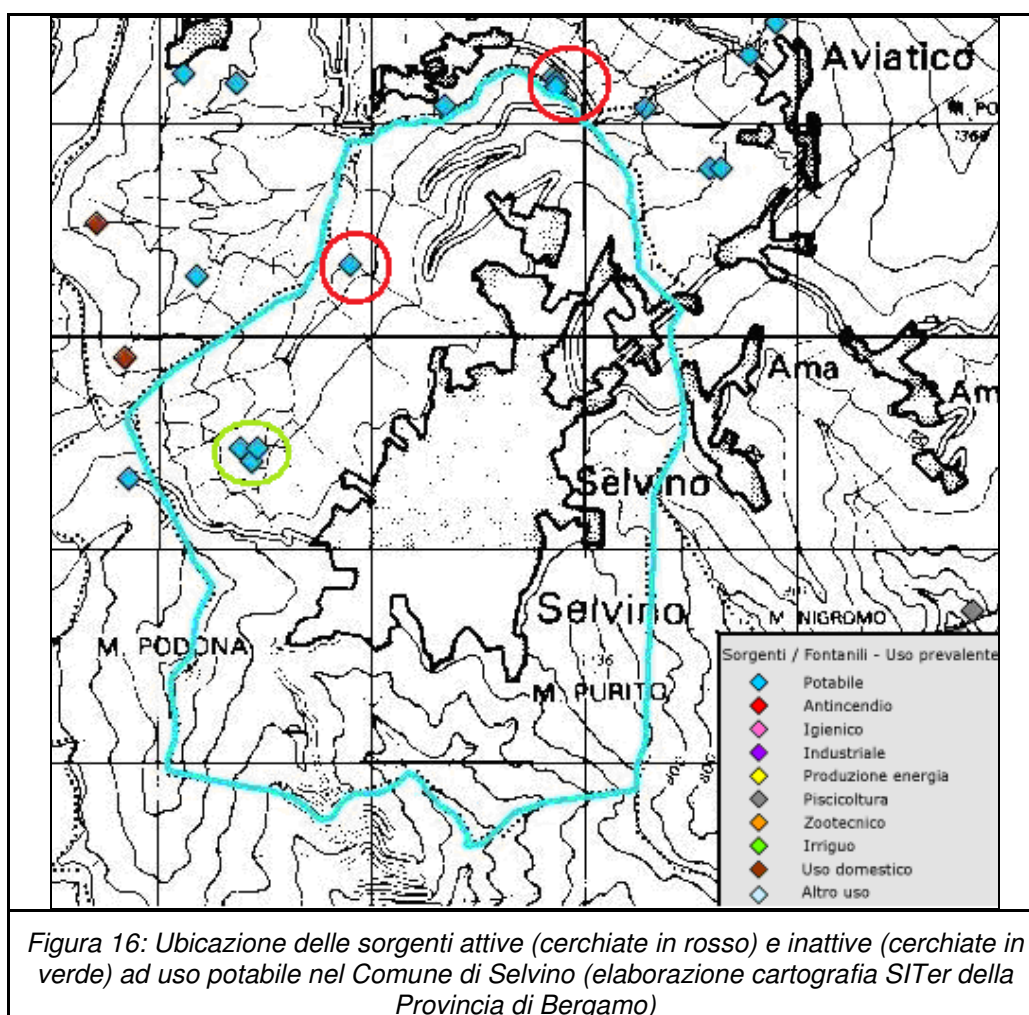 Aviatico
M. PO
Ama
Am
Selvino
Selvino
M. PODONA
M. NIGROMO
M. PURITO
Sorgenti / Fontanili - Uso prevalente
Potabile
Antincendio
Igienico
Industriale
Produzione energia
Piscicoltura
Zootecnico
Irriguo
Uso domestico
Altro uso
Figura 16: Ubicazione delle sorgenti attive (cerchiate in rosso) e inattive (cerchiate in
verde) ad uso potabile nel Comune di Selvino (elaborazione cartografia SITer della
Provincia di Bergamo)